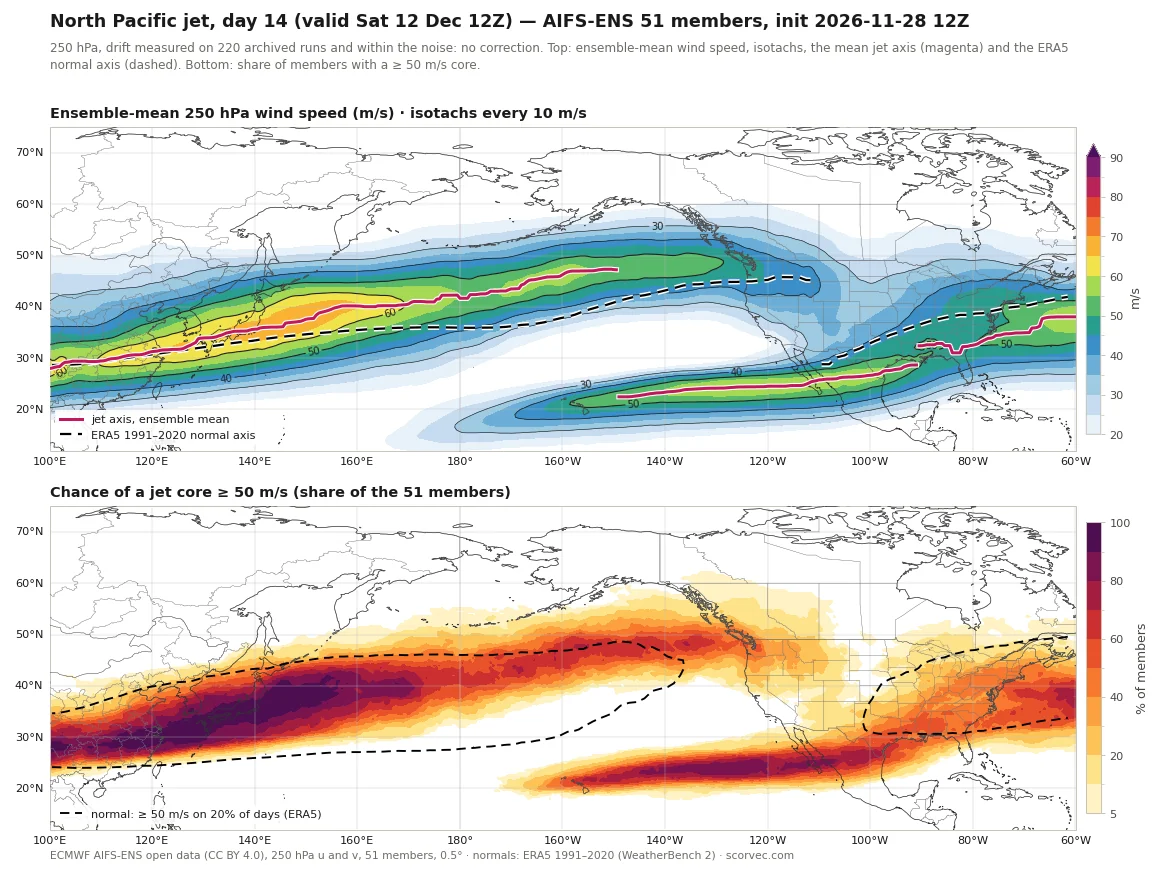 North Pacific jet, day 14 (valid Sat 12 Dec 12Z) — AIFS-ENS 51 members, init 2026-11-28 12Z
250 hPa, drift measured on 220 archived runs and within the noise: no correction. Top: ensemble-mean wind speed, isotachs, the mean jet axis (magenta) and the ERA5
normal axis (dashed). Bottom: share of members with a ≥ 50 m/s core.
Ensemble-mean 250 hPa wind speed (m/s) · isotachs every 10 m/s
70°N
60°N
50°N
40°N
30°N
20°N
30
60
50
40
60
30
40
50
50
jet axis, ensemble mean
ERA5 1991–2020 normal axis
100°E 120°E 140°E 160°E 180° 160°W 140°W 120°W 100°W 80°W 60°W
90
80
70
60
50
40
30
20
m/s
Chance of a jet core ≥ 50 m/s (share of the 51 members)
70°N
60°N
50°N
40°N
30°N
20°N
normal: ≥ 50 m/s on 20% of days (ERA5)
100°E 120°E 140°E 160°E 180° 160°W 140°W 120°W 100°W 80°W 60°W
100
80
60
40
20
5
% of members
ECMWF AIFS-ENS open data (CC BY 4.0), 250 hPa u and v, 51 members, 0.5° · normals: ERA5 1991–2020 (WeatherBench 2) · scorvec.com